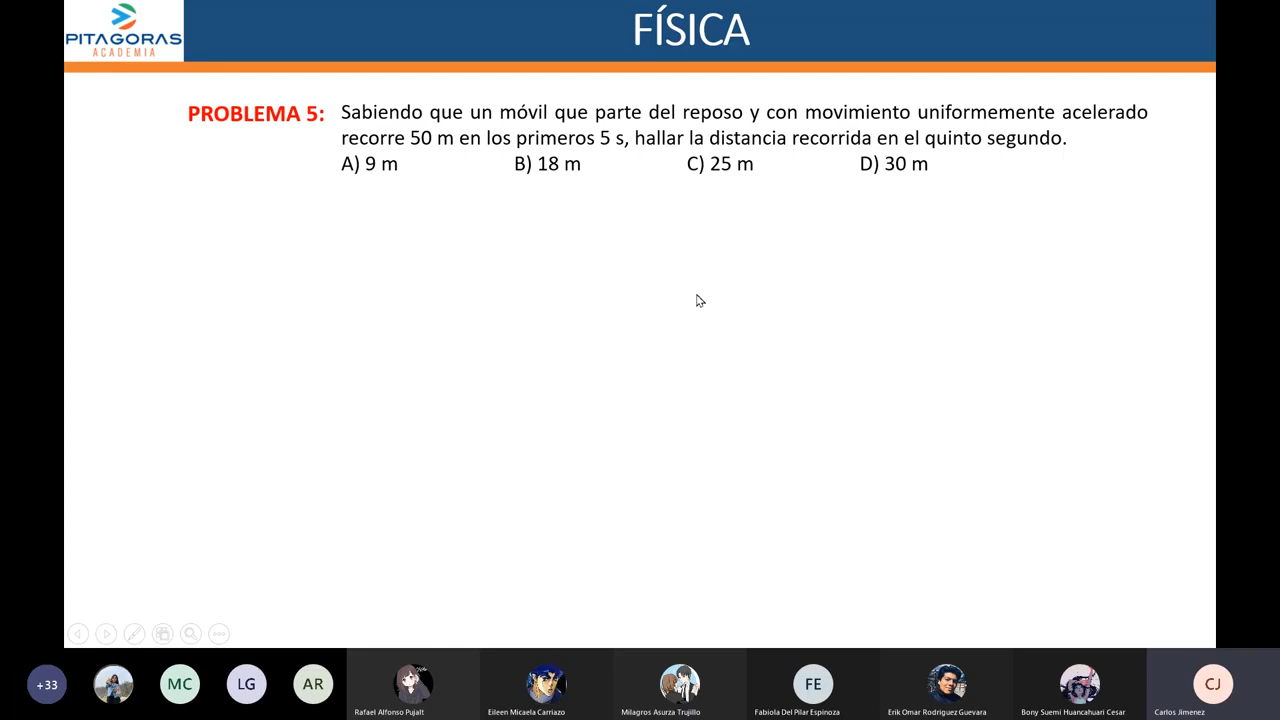 PITAGORAS
ACADEMIA
FÍSICA
PROBLEMA 5: Sabiendo que un móvil que parte del reposo y con movimiento uniformemente acelerado
recorre 50 m en los primeros 5 s, hallar la distancia recorrida en el quinto segundo.
A) 9 m B) 18 m C) 25 m D) 30 m
+33 MC LG AR FE CJ
Rafael Alfonso Pujalt Eileen Micaela Carriazo Milagros Asurza Trujillo Fabiola Del Pilar Espinoza Erik Omar Rodriguez Guevara Bony Suemi Huancahuari Cesar Carlos Jimenez